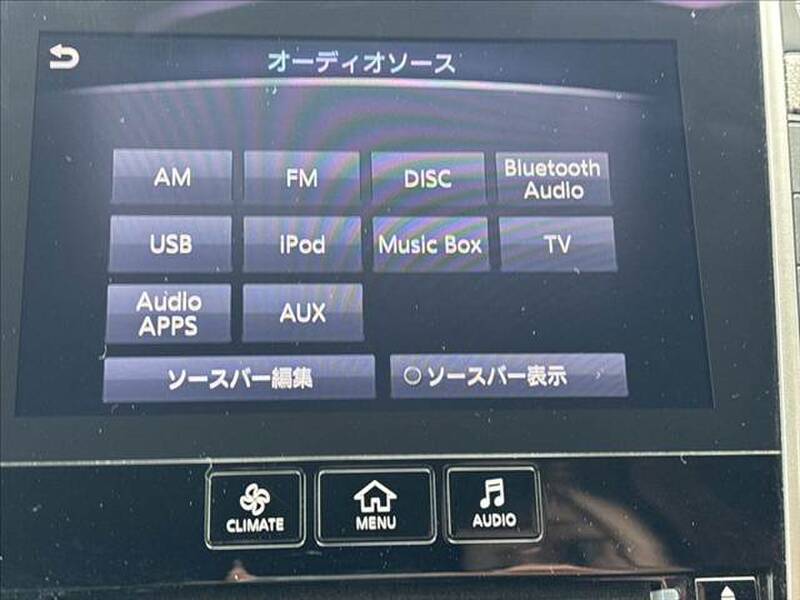 オーディオソース
AM
FM
DISC
Bluetooth
Audio
USB
iPod
Music Box
TV
Audio
APPS
AUX
ソースバー編集
ソースバー表示
CLIMATE
MENU
AUDIO